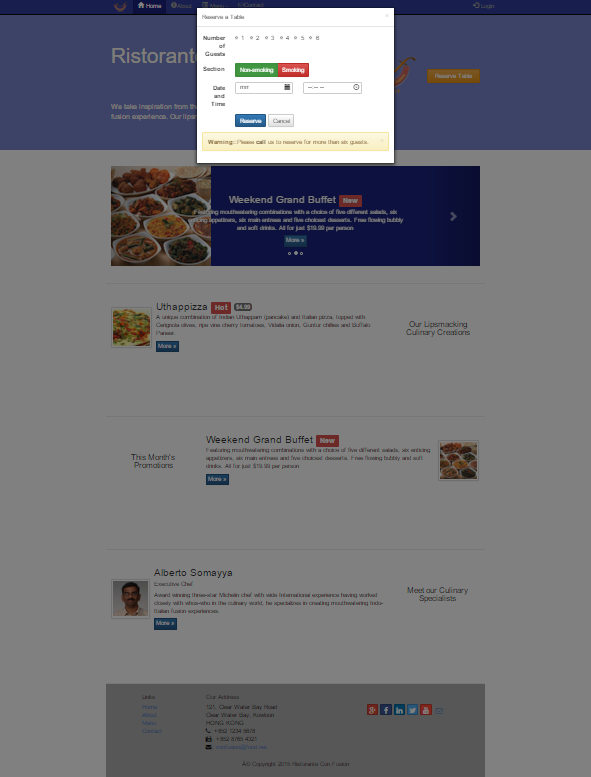 Home
About
Menu
Contact
Login
Reserve a Table
×
Number
of
Guests
1 2 3 4 5 6
Section
Non-smoking Smoking
Date
and
Time
--:-- --
Reserve Cancel
Warning: Please call us to reserve for more than six guests.
×
Ristorante
We take inspiration from the
fusion experience. Our lips
Reserve Table
Weekend Grand Buffet New
Featuring mouthwatering combinations with a choice of five different salads, six
enticing appetizers, six main entrees and five choicest desserts. Free flowing bubbly
and soft drinks. All for just $19.99 per person
More »
Uthappizza Hot $4.99
A unique combination of Indian Uthappam (pancake) and Italian pizza, topped with
Cerignola olives, ripe vine cherry tomatoes, Vidalia onion, Guntur chillies and Buffalo
Paneer.
More »
Our Lipsmacking
Culinary Creations
This Month's
Promotions
Weekend Grand Buffet New
Featuring mouthwatering combinations with a choice of five different salads, six enticing
appetizers, six main entrees and five choicest desserts. Free flowing bubbly and soft
drinks. All for just $19.99 per person
More »
Alberto Somayya
Executive Chef
Award winning three-star Michelin chef with wide International experience having worked
closely with whos-who in the culinary world, he specializes in creating mouthwatering Indo-
Italian fusion experiences.
More »
Meet our Culinary
Specialists
Links
Home
About
Menu
Contact
Our Address
121, Clear Water Bay Road
Clear Water Bay, Kowloon
HONG KONG
+852 1234 5678
+852 8765 4321
confusion@food.net
© Copyright 2015 Ristorante Con Fusion